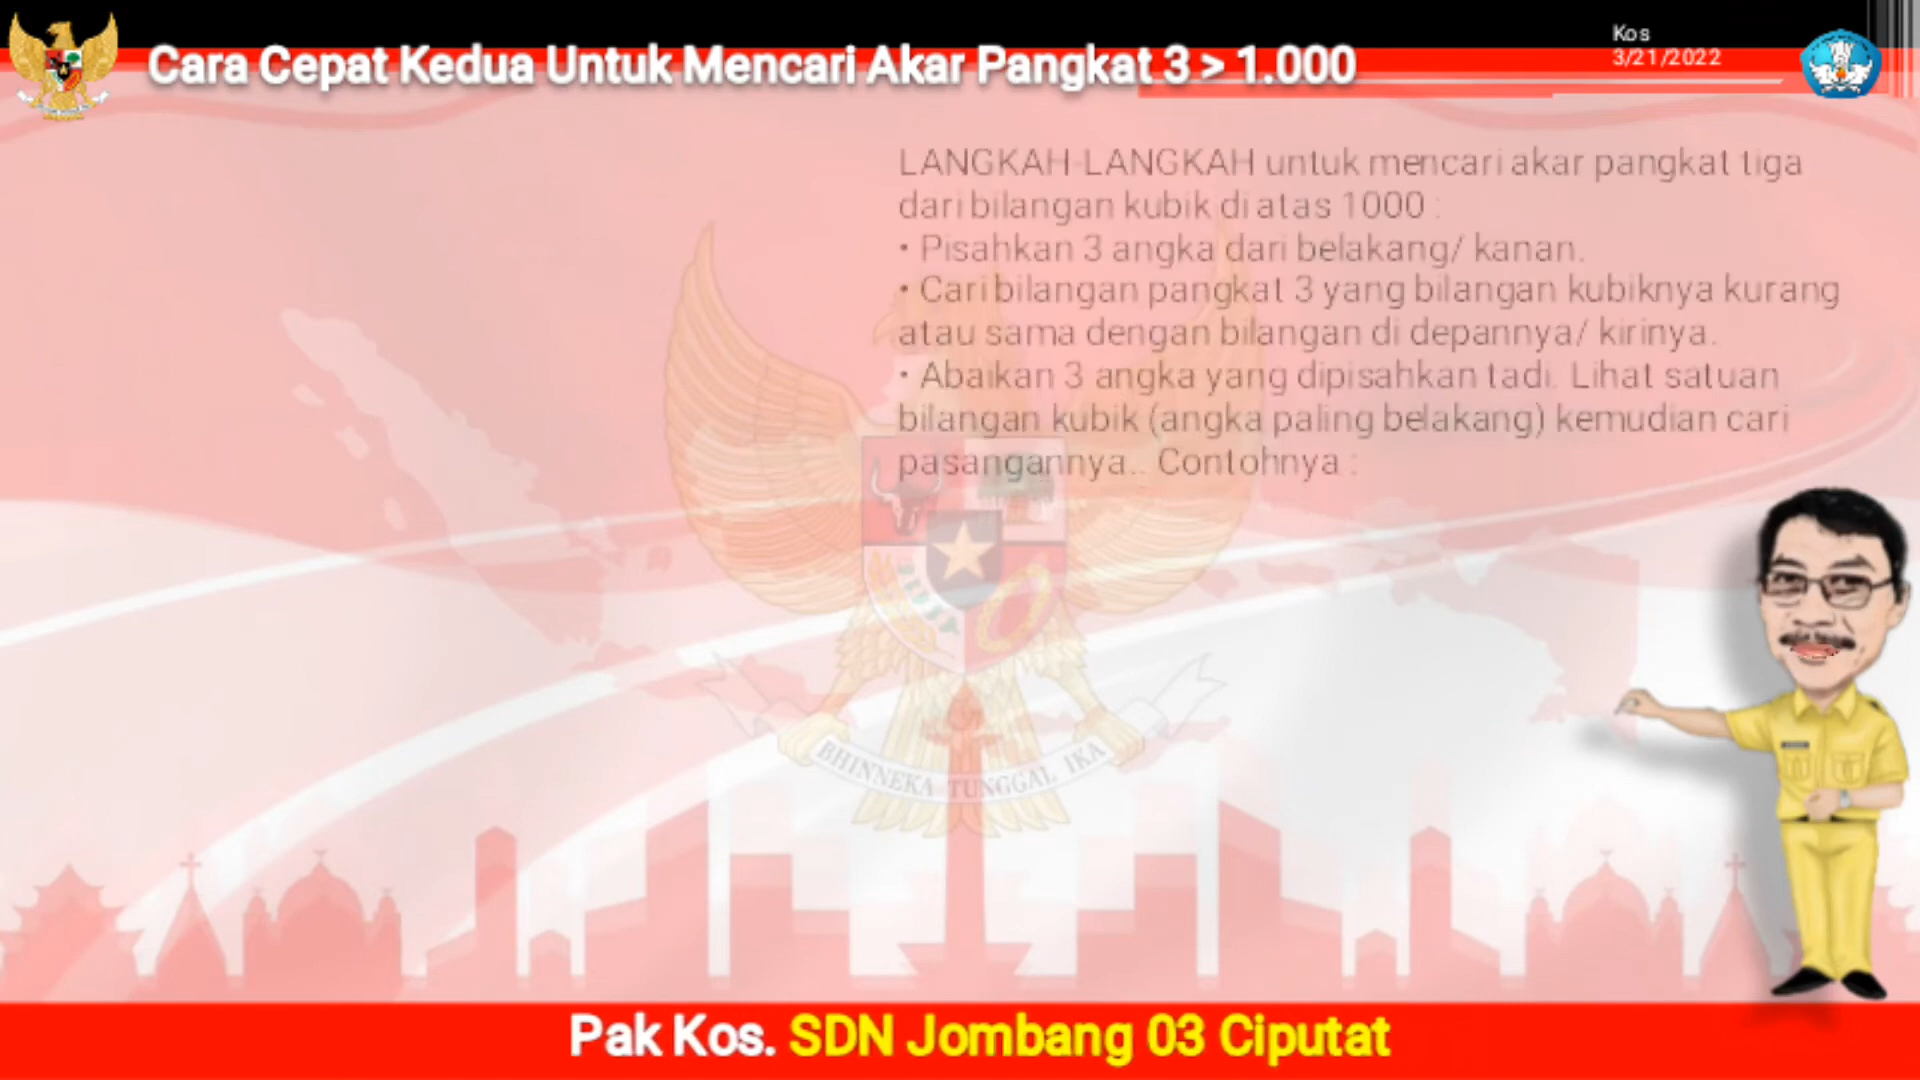 Cara Cepat Kedua Untuk Mencari Akar Pangkat 3 > 1.000
Kos
3/21/2022
LANGKAH-LANGKAH untuk mencari akar pangkat tiga
dari bilangan kubik di atas 1000 :
• Pisahkan 3 angka dari belakang/ kanan.
• Cari bilangan pangkat 3 yang bilangan kubiknya kurang
atau sama dengan bilangan di depannya/ kirinya.
• Abaikan 3 angka yang dipisahkan tadi. Lihat satuan
bilangan kubik (angka paling belakang) kemudian cari
pasangannya.. Contohnya :
BHINNEKA TUNGGAL IKA
Pak Kos. SDN Jombang 03 Ciputat